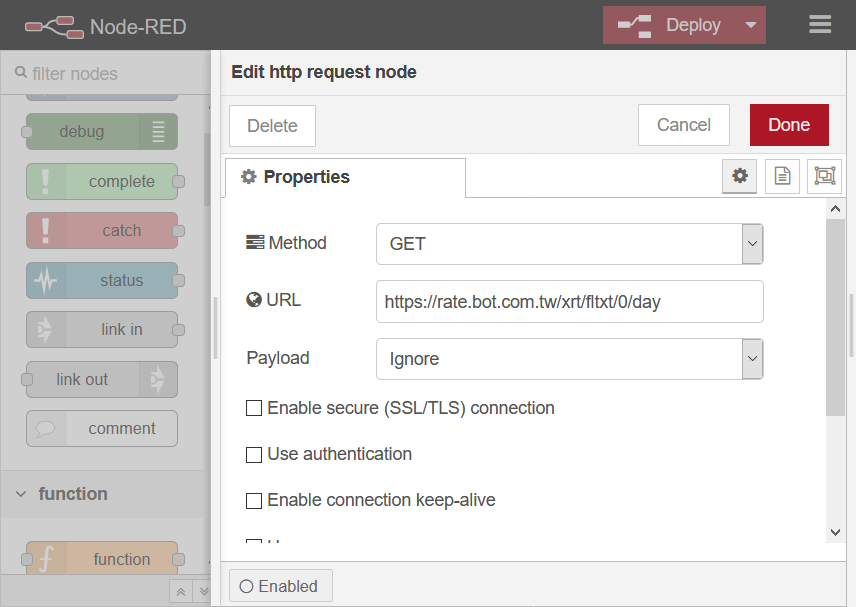 Node-RED
Deploy
filter nodes
Edit http request node
Delete
Cancel
Done
debug
complete
catch
status
link in
link out
comment
function
function
Properties
Method
GET
URL
https://rate.bot.com.tw/xrt/fltxt/0/day
Payload
Ignore
Enable secure (SSL/TLS) connection
Use authentication
Enable connection keep-alive
Enabled